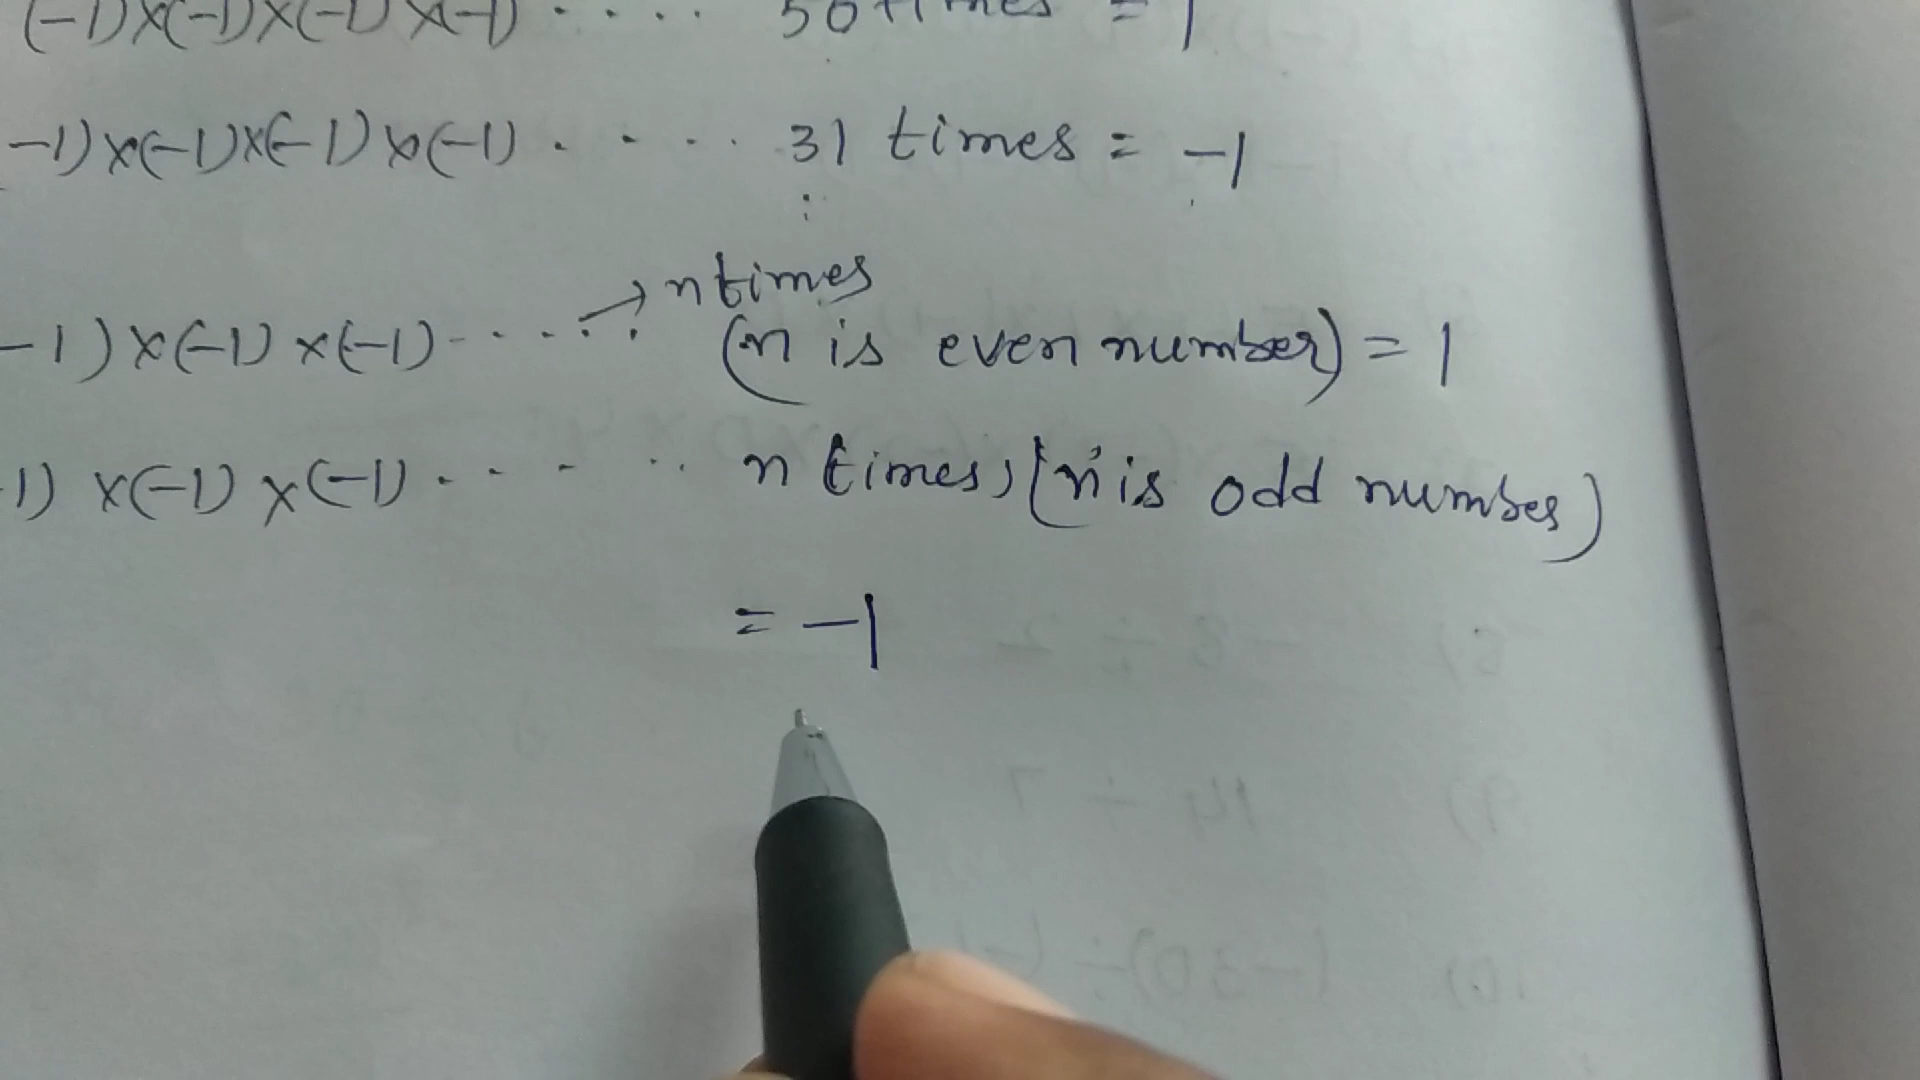 (-1)×(-1)×(-1)×(-1) . . . . 50 times = 1
-1)×(-1)×(-1)×(-1) . . . . . 31 times = -1
→ n times
-1)×(-1)×(-1) - . . . . . (n is even number) = 1
1)×(-1)×(-1) . . . . . n times, (n is odd number)
= -1